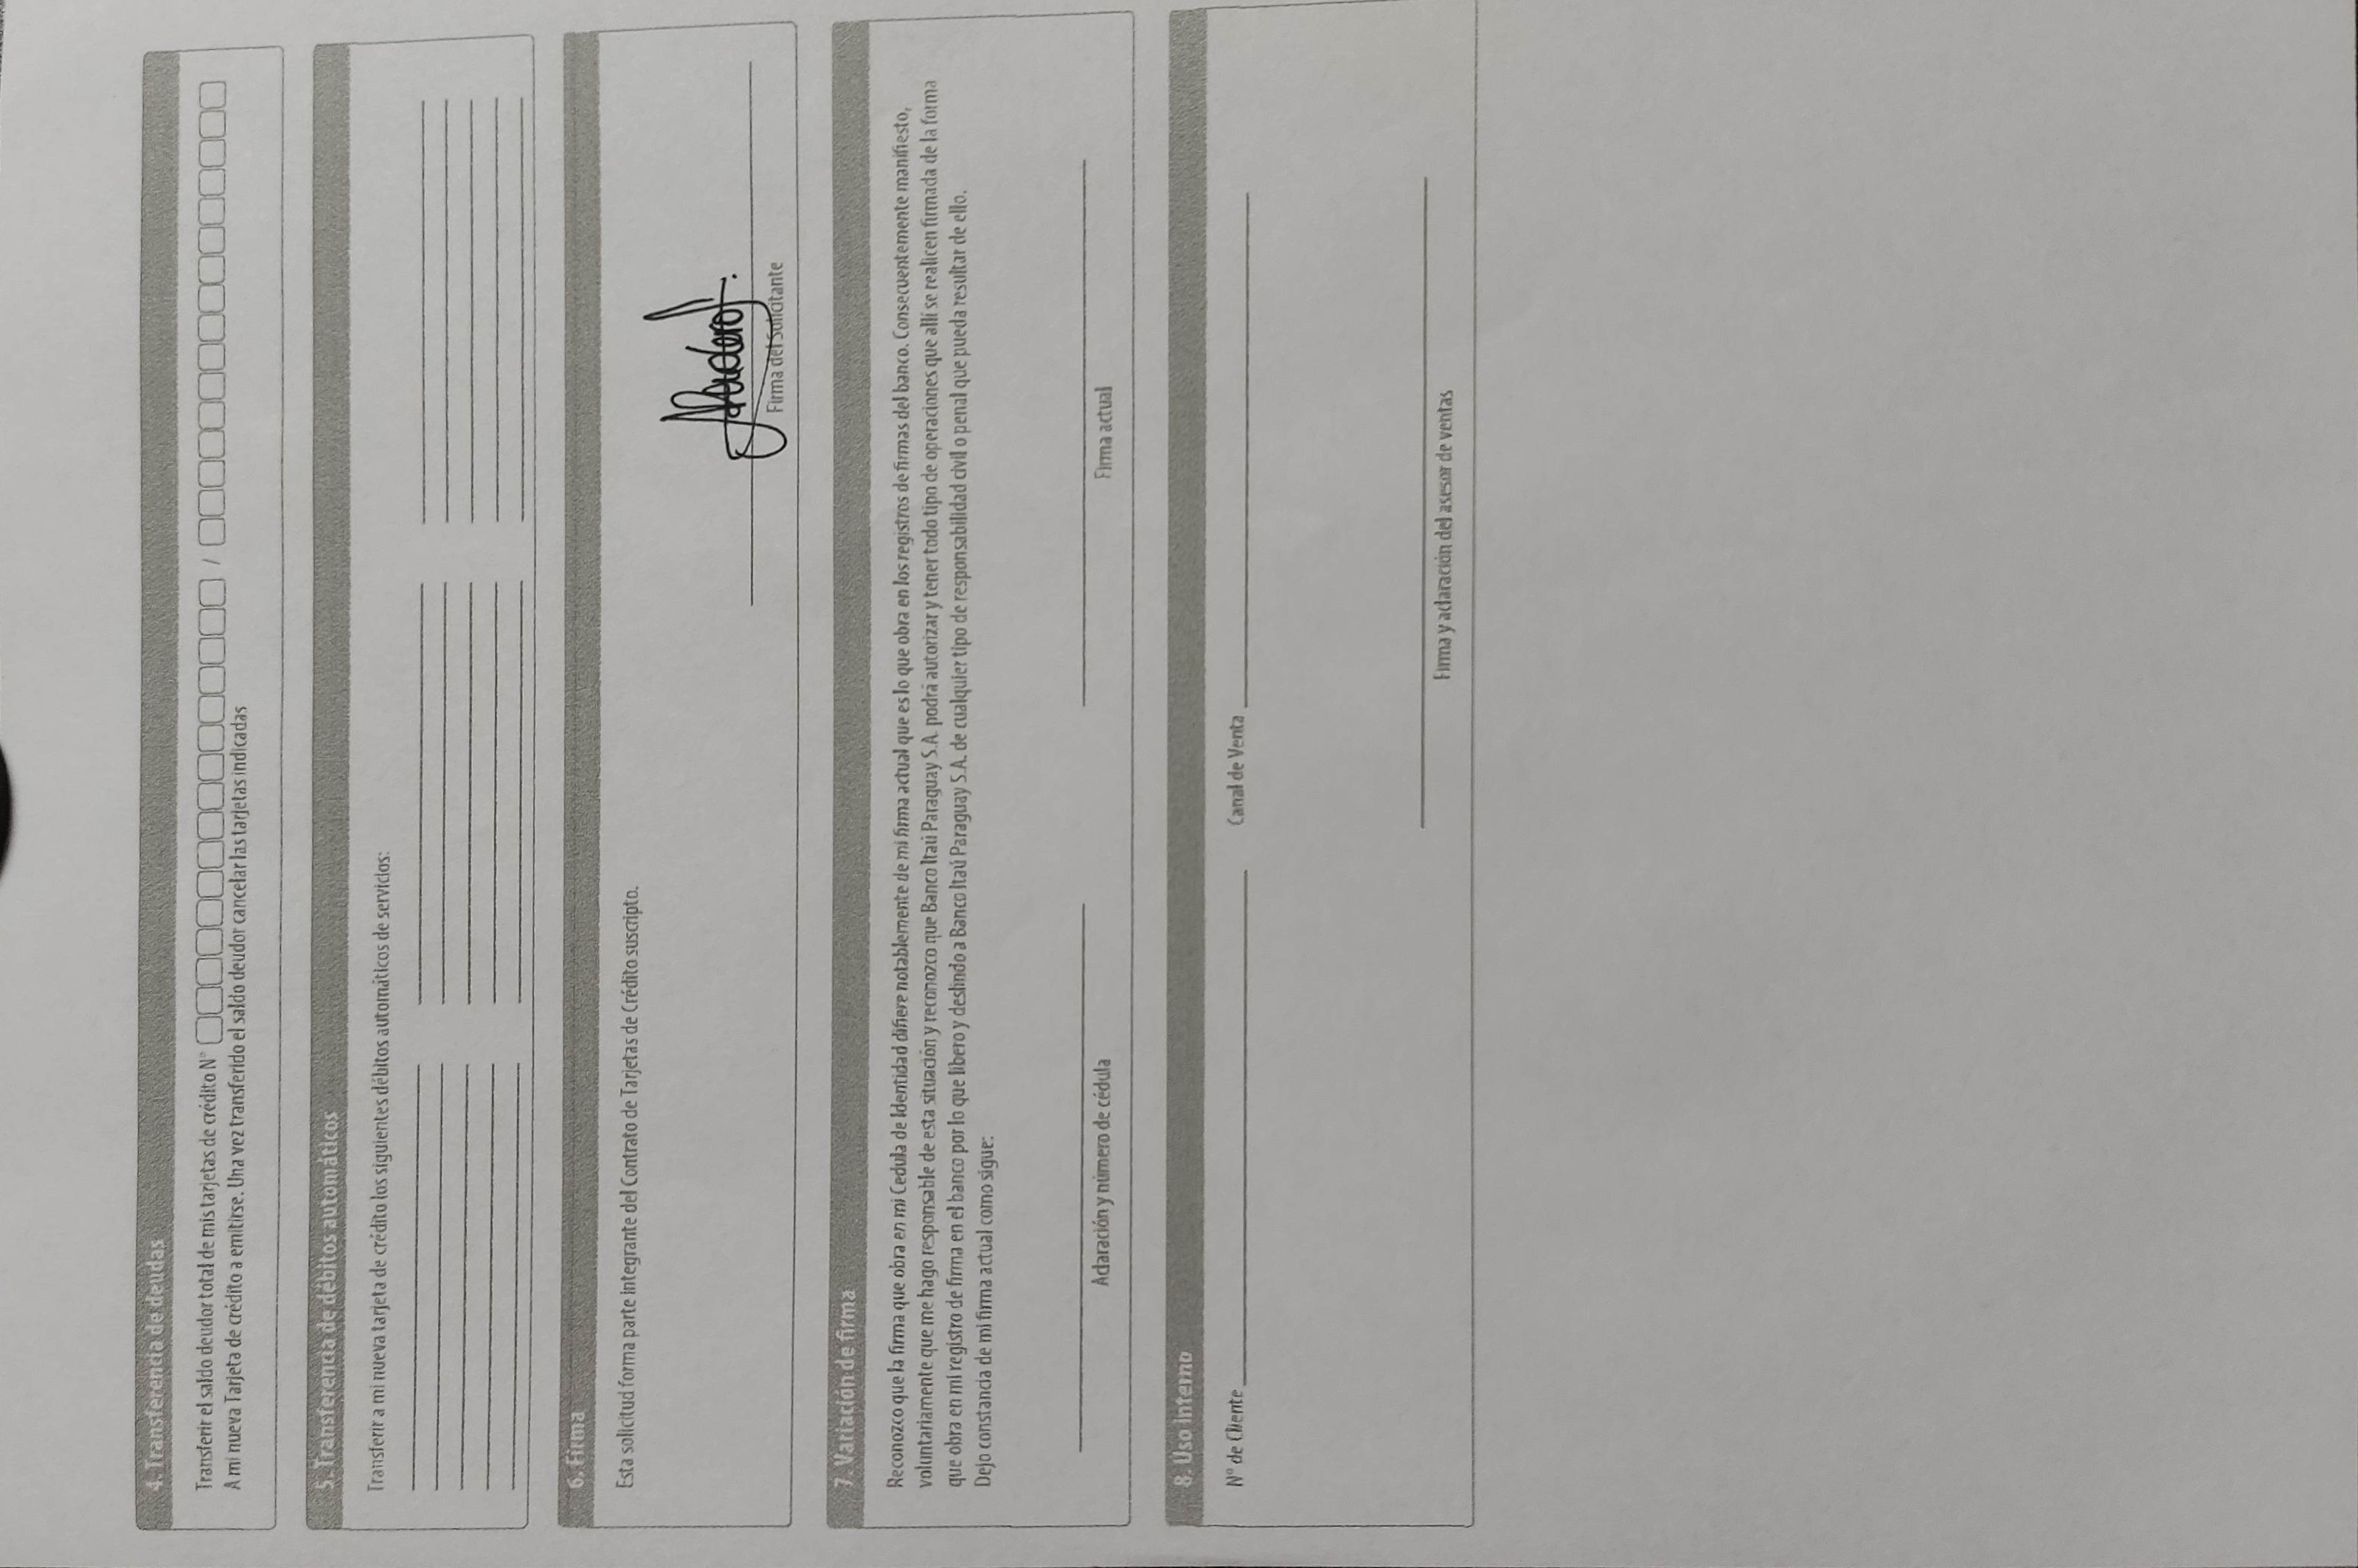 4. Transferencia de deudas
Transferir el saldo deudor total de mis tarjetas de crédito N° /
A mi nueva Tarjeta de crédito a emitirse. Una vez transferido el saldo deudor cancelar las tarjetas indicadas
5. Transferencia de débitos automáticos
Transferir a mi nueva tarjeta de crédito los siguientes débitos automáticos de servicios:
6. Firma
Esta solicitud forma parte integrante del Contrato de Tarjetas de Crédito suscripto.
Firma del Solicitante
7. Variación de firma
Reconozco que la firma que obra en mi Cedula de Identidad difiere notablemente de mi firma actual que es lo que obra en los registros de firmas del banco. Consecuentemente manifiesto,
voluntariamente que me hago responsable de esta situación y reconozco que Banco Itaú Paraguay S.A. podrá autorizar y tener todo tipo de operaciones que allí se realicen firmada de la forma
que obra en mi registro de firma en el banco por lo que libero y deslindo a Banco Itaú Paraguay S.A. de cualquier tipo de responsabilidad civil o penal que pueda resultar de ello.
Dejo constancia de mi firma actual como sigue:
Aclaración y número de cédula
Firma actual
8. Uso interno
N° de Cliente
Canal de Venta
Firma y aclaración del asesor de ventas